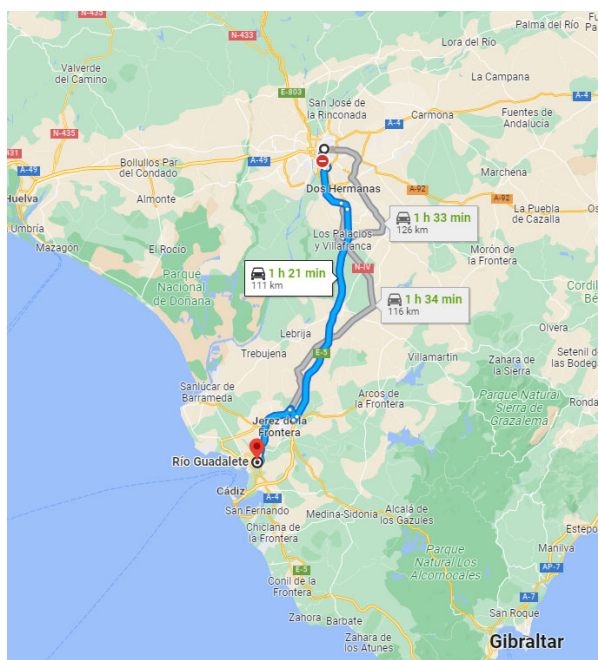 N-433
Palma del Río
N-433
Lora del Río
Valverde
del Camino
La Campana
E-803
A-4
San José de
la Rinconada
A-4
Carmona
Fuentes de
Andalucía
N-435
A-49
A-49
Bollullos Par
del Condado
Marchena
Dos Hermanas
A-92
A-92
Huelva
Almonte
La Puebla
de Cazalla
Umbría
1 h 33 min
126 km
Mazagón
El Rocío
Los Palacios
y Villafranca
Morón de
la Frontera
Parque
Nacional
de Doñana
1 h 21 min
111 km
N-IV
1 h 34 min
116 km
Lebrija
Olvera
E-5
Trebujena
Villamartin
Zahara de
la Sierra
Setenil de
las Bodegas
Sanlúcar de
Barrameda
Arcos de
la Frontera
Parque Natural
Sierra de
Grazalema
Ronda
Jerez de la
Frontera
Río Guadalete
Cádiz
A-4
San Fernando
Medina-Sidonia
Alcalá de
los Gazules
Chiclana de
la Frontera
Estepo
Parque
Natural Los
Alcornocales
Manilva
E-5
AP-7
Conil de la
Frontera
A-7
Zahora
Barbate
San Roque
Zahara de
los Atunes
Gibraltar